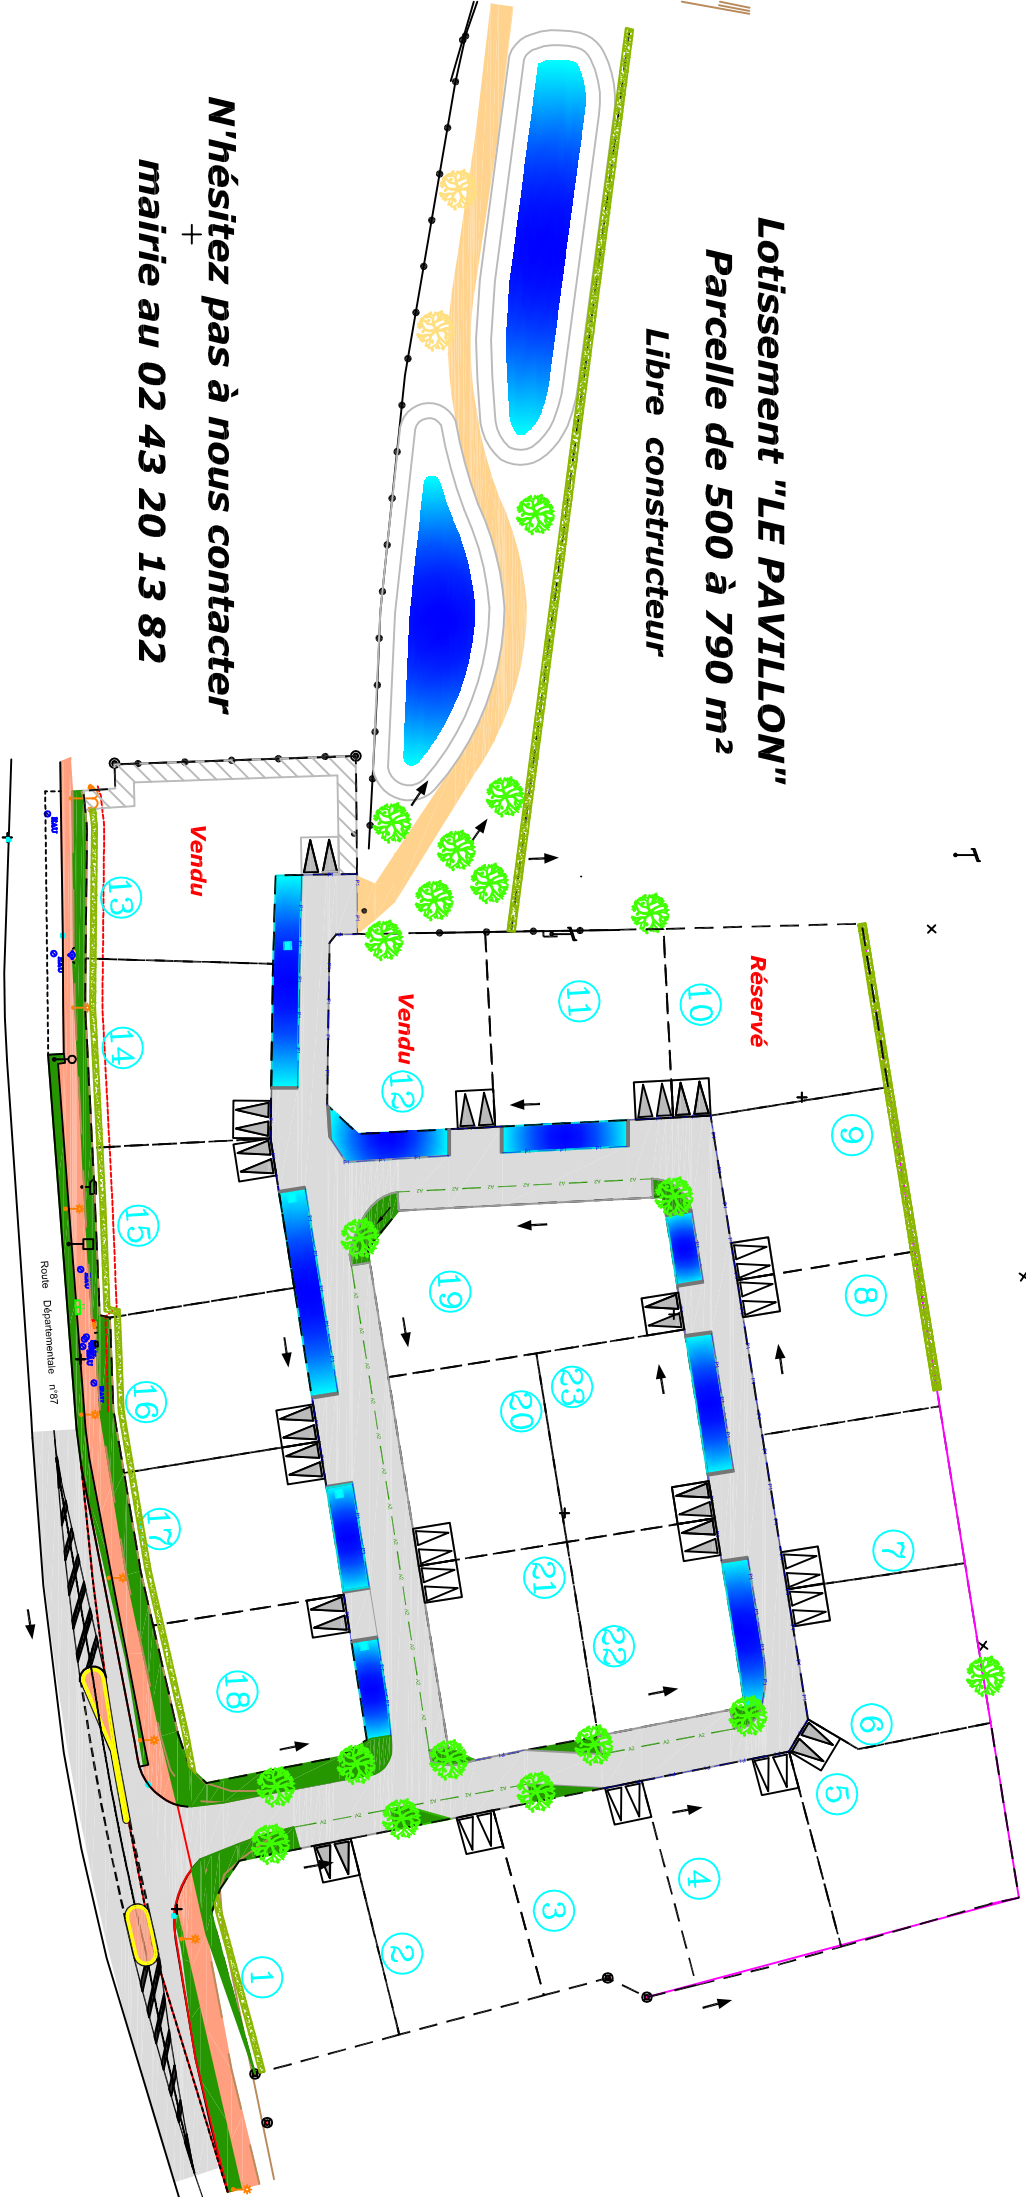 Lotissement "LE PAVILLON"
Parcelle de 500 à 790 m²
Libre constructeur
N'hésitez pas à nous contacter
mairie au 02 43 20 13 82
Réservé
10
11
Vendu
12
Vendu
13
14
15
16
17
18
9
8
7
6
5
4
3
2
1
19
20
23
21
22
Route Départementale n°87